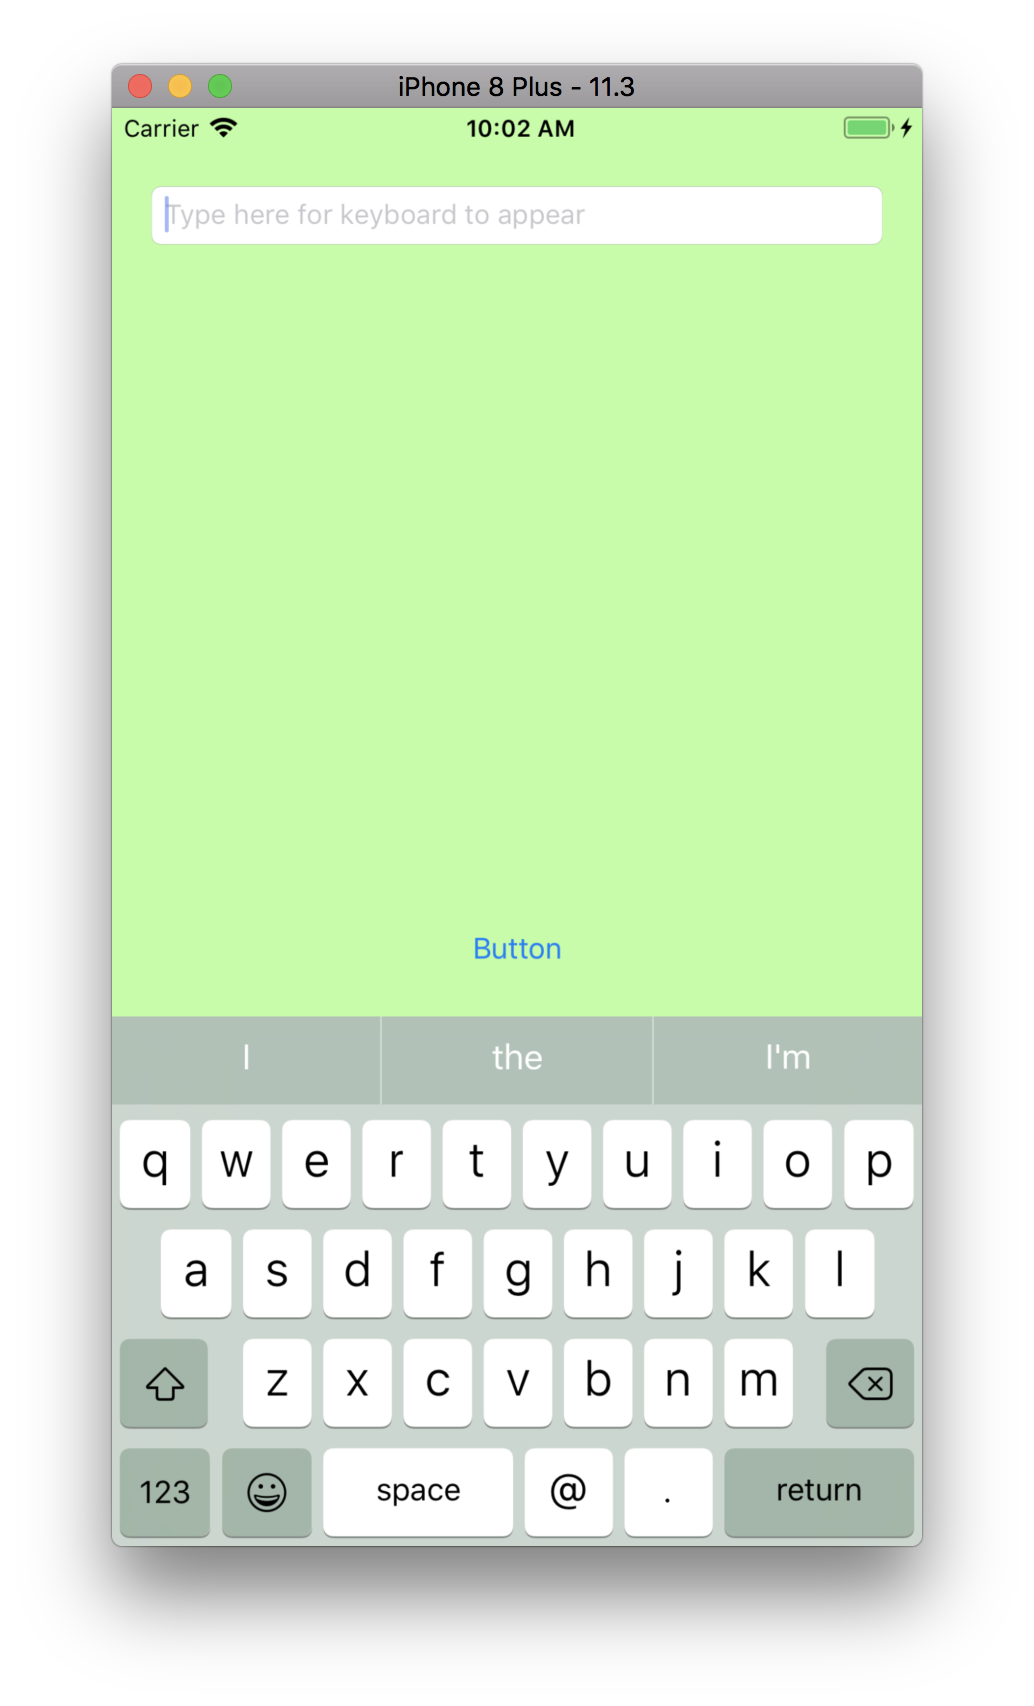 iPhone 8 Plus - 11.3
Carrier 10:02 AM
Type here for keyboard to appear
Button
I the I'm
q w e r t y u i o p
a s d f g h j k l
z x c v b n m
123 space @ . return